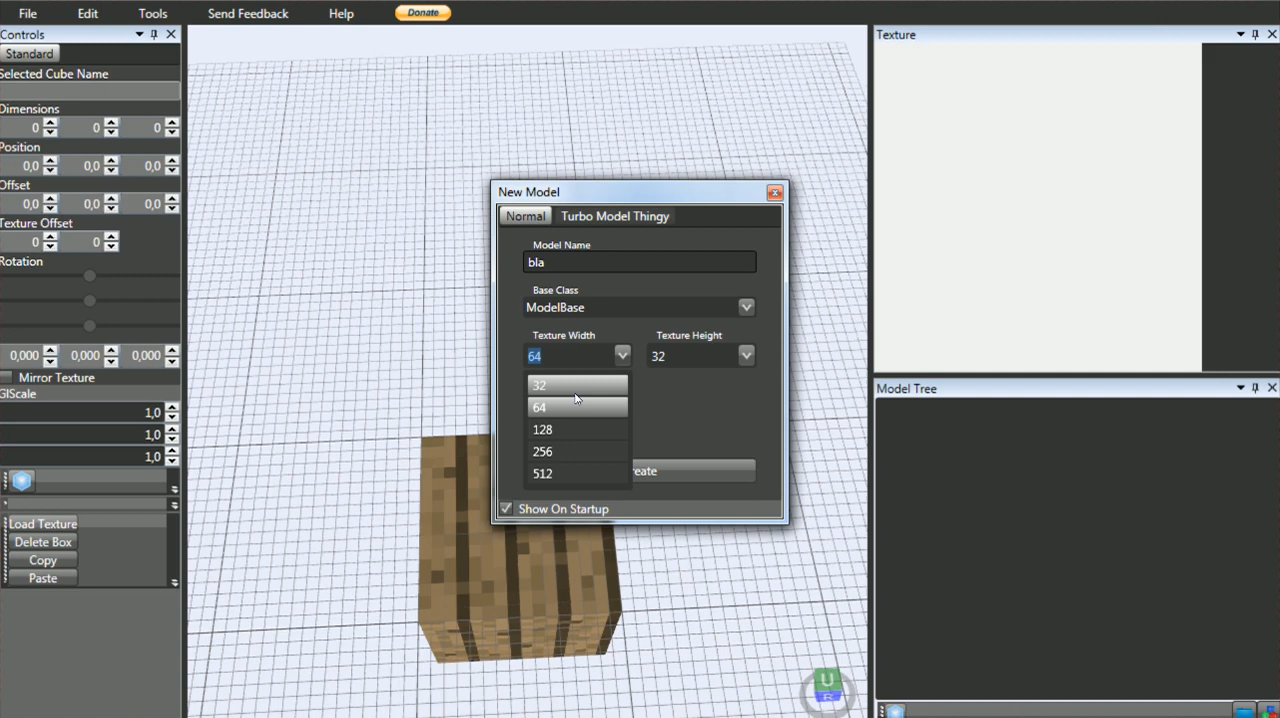 File Edit Tools Send Feedback Help Donate
Controls
Standard
Selected Cube Name
Dimensions
0 0 0
Position
0,0 0,0 0,0
Offset
0,0 0,0 0,0
Texture Offset
0 0
Rotation
0,000 0,000 0,000
Mirror Texture
GlScale
1,0
1,0
1,0
Load Texture
Delete Box
Copy
Paste
New Model
Normal Turbo Model Thingy
Model Name
bla
Base Class
ModelBase
Texture Width Texture Height
64 32
32
64
128
256
512
reate
Show On Startup
U
Texture
Model Tree